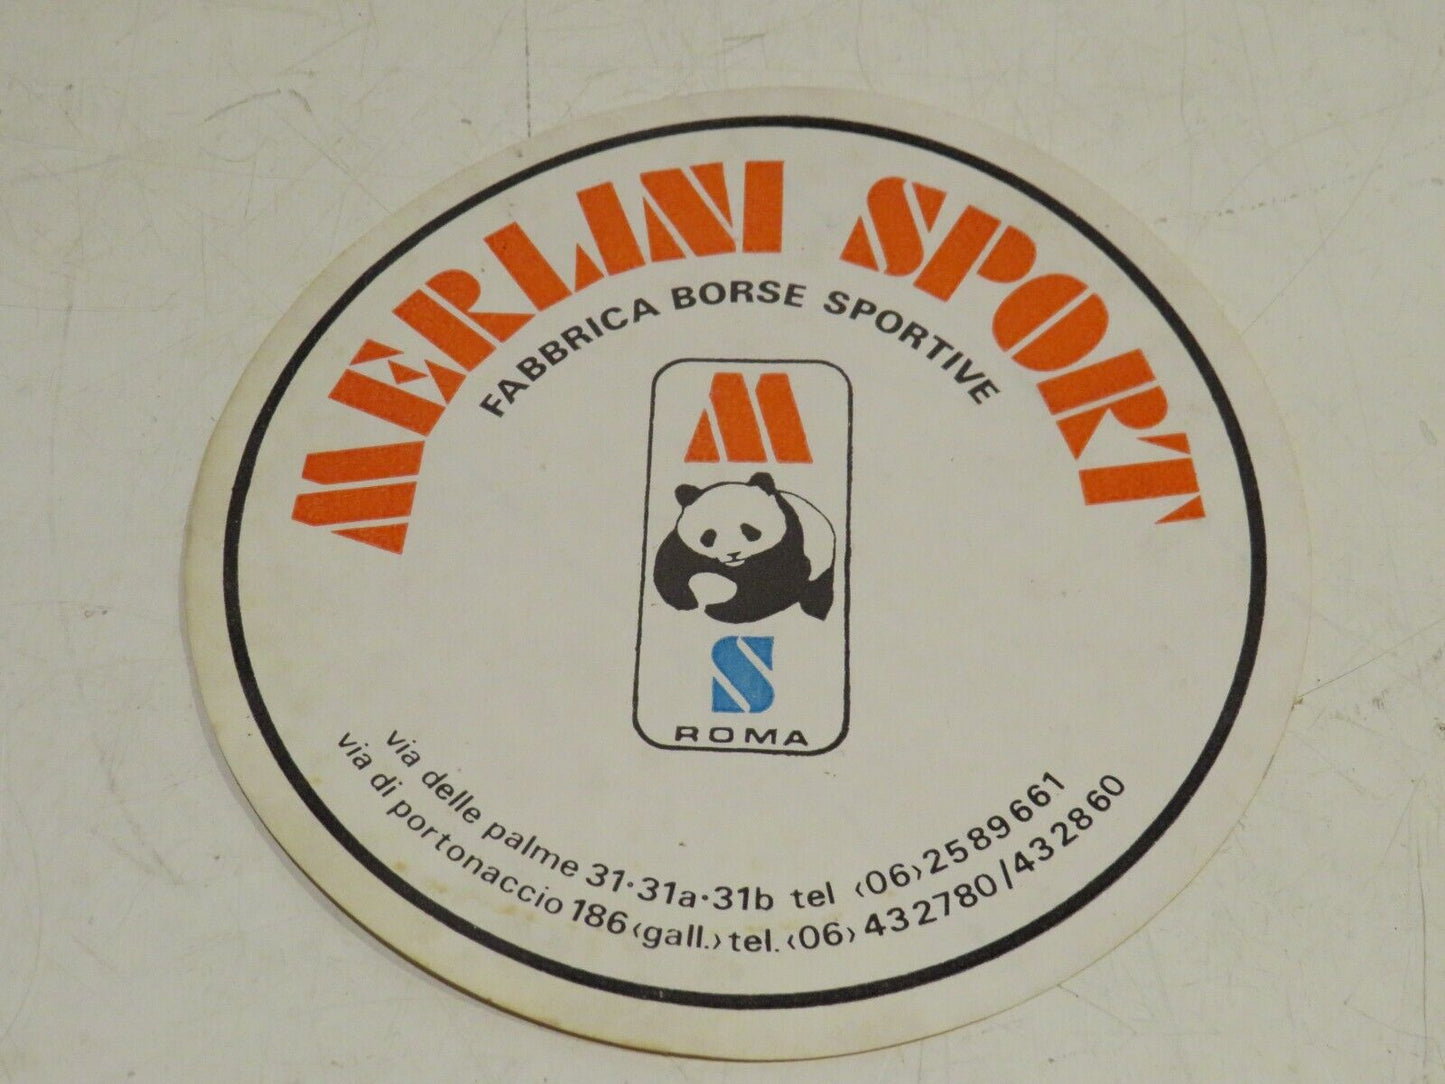 MERLINI SPORT
FABBRICA BORSE SPORTIVE
M
S
ROMA
via delle palme 31·31a·31b tel ‹06›2589661
via di portonaccio 186‹gall.›tel.‹06›432780/432860